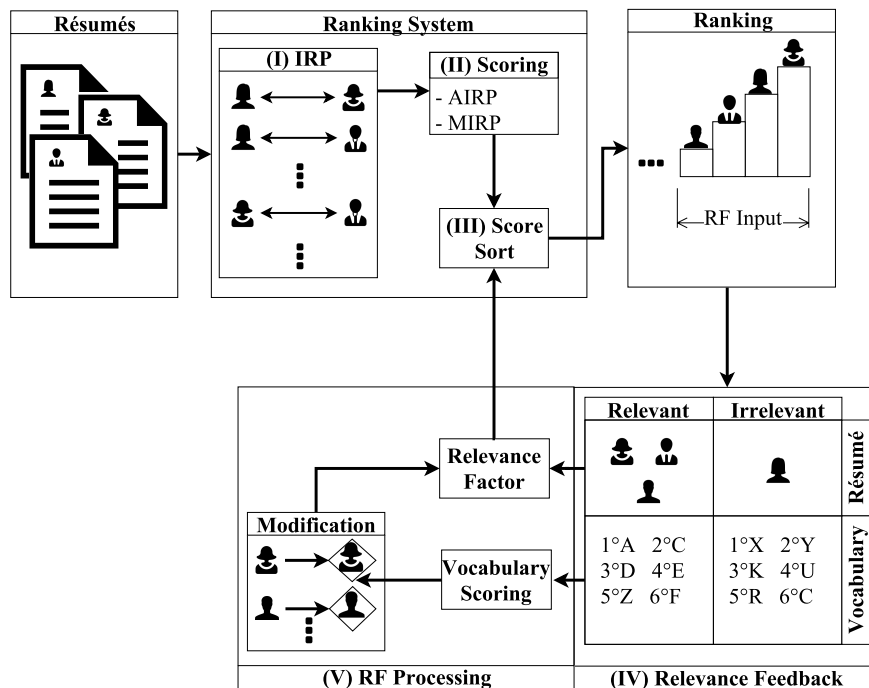 Résumés
Ranking System
Ranking
(I) IRP
(II) Scoring
- AIRP
- MIRP
(III) Score
Sort
RF Input
Relevant
Irrelevant
Résumé
Relevance
Factor
Modification
Vocabulary
Scoring
1°A 2°C
3°D 4°E
5°Z 6°F
1°X 2°Y
3°K 4°U
5°R 6°C
Vocabulary
(V) RF Processing
(IV) Relevance Feedback